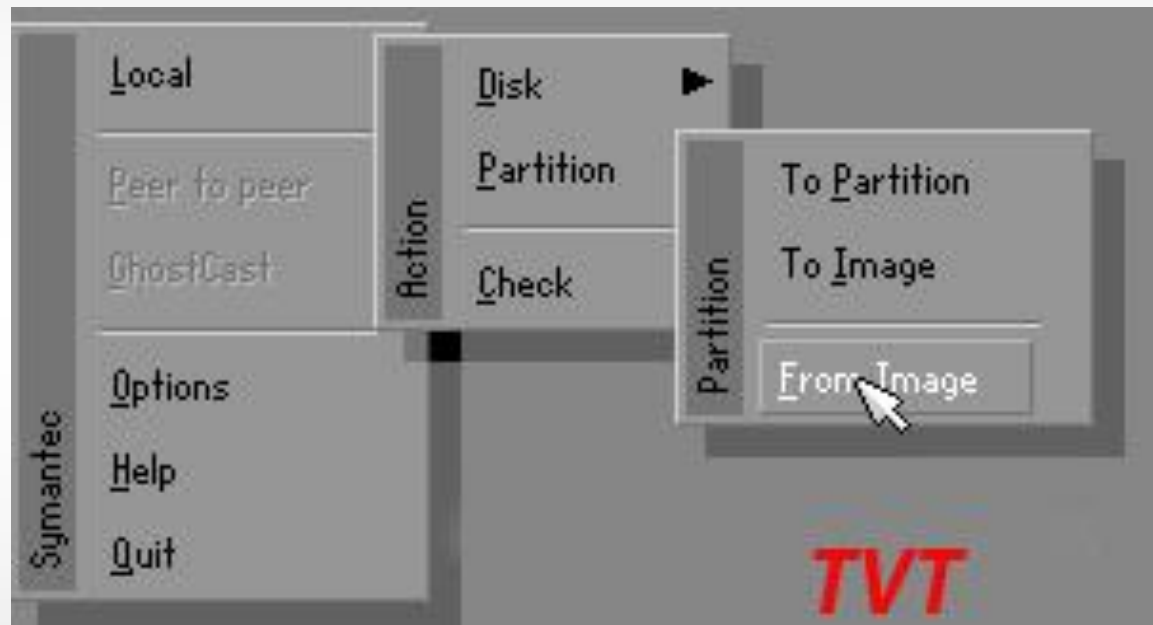 Symantec
Local
Peer to peer
GhostCast
Options
Help
Quit
Action
Disk
Partition
Check
Partition
To Partition
To Image
From Image
TVT